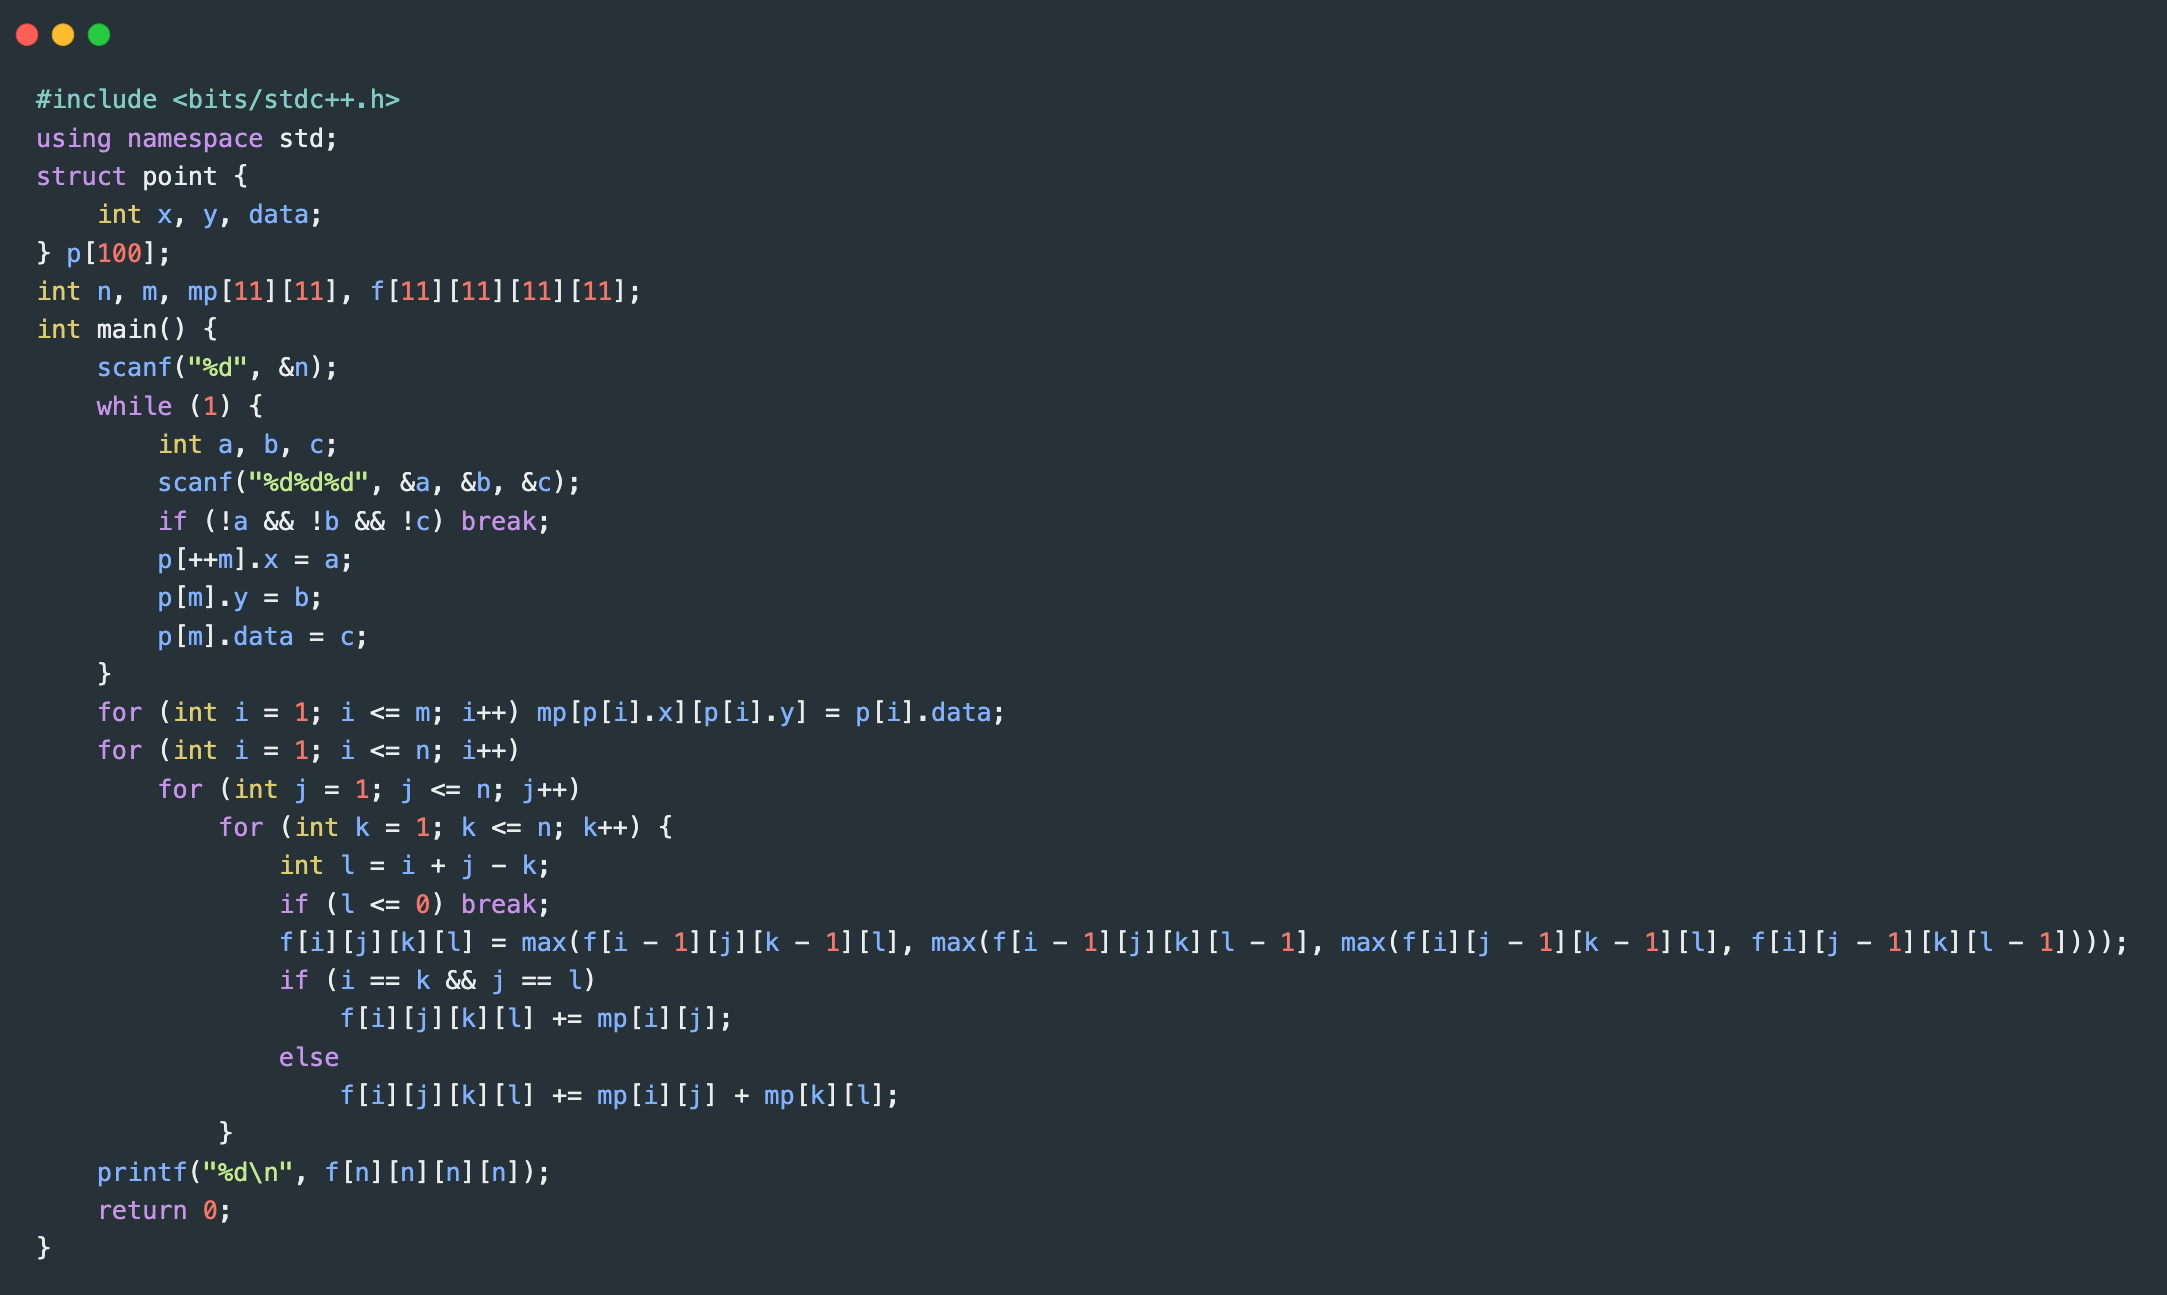 #include <bits/stdc++.h>
using namespace std;
struct point {
    int x, y, data;
} p[100];
int n, m, mp[11][11], f[11][11][11][11];
int main() {
    scanf("%d", &n);
    while (1) {
        int a, b, c;
        scanf("%d%d%d", &a, &b, &c);
        if (!a && !b && !c) break;
        p[++m].x = a;
        p[m].y = b;
        p[m].data = c;
    }
    for (int i = 1; i <= m; i++) mp[p[i].x][p[i].y] = p[i].data;
    for (int i = 1; i <= n; i++)
        for (int j = 1; j <= n; j++)
            for (int k = 1; k <= n; k++) {
                int l = i + j - k;
                if (l <= 0) break;
                f[i][j][k][l] = max(f[i - 1][j][k - 1][l], max(f[i - 1][j][k][l - 1], max(f[i][j - 1][k - 1][l], f[i][j - 1][k][l - 1])));
                if (i == k && j == l)
                    f[i][j][k][l] += mp[i][j];
                else
                    f[i][j][k][l] += mp[i][j] + mp[k][l];
            }
    printf("%d\n", f[n][n][n][n]);
    return 0;
}